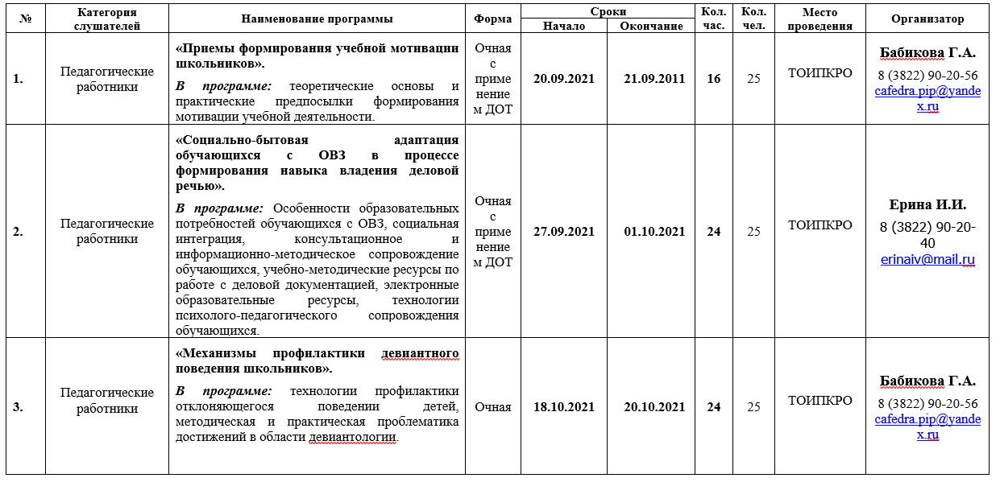 №
Категория
слушателей
Наименование программы
Форма
Сроки
Начало
Окончание
Кол.
час.
Кол.
чел.
Место
проведения
Организатор
1.
Педагогические
работники
«Приемы формирования учебной мотивации
школьников».
В программе: теоретические основы и
практические предпосылки формирования
мотивации учебной деятельности.
Очная
с
приме
нение
м ДОТ
20.09.2021
21.09.2011
16
25
ТОИПКРО
Бабикова Г.А.
8 (3822) 90-20-56
cafedra.pip@yande
x.ru
2.
Педагогические
работники
«Социально-бытовая адаптация
обучающихся с ОВЗ в процессе
формирования навыка владения деловой
речью».
В программе: Особенности образовательных
потребностей обучающихся с ОВЗ, социальная
интеграция, консультационное и
информационно-методическое сопровождение
обучающихся, учебно-методические ресурсы по
работе с деловой документацией, электронные
образовательные ресурсы, технологии
психолого-педагогического сопровождения
обучающихся.
Очная
с
приме
нение
м ДОТ
27.09.2021
01.10.2021
24
25
ТОИПКРО
Ерина И.И.
8 (3822) 90-20-
40
erinaiv@mail.ru
3.
Педагогические
работники
«Механизмы профилактики девиантного
поведения школьников».
В программе: технологии профилактики
отклоняющегося поведении детей,
методическая и практическая проблематика
достижений в области девиантологии.
Очная
18.10.2021
20.10.2021
24
25
ТОИПКРО
Бабикова Г.А.
8 (3822) 90-20-56
cafedra.pip@yande
x.ru